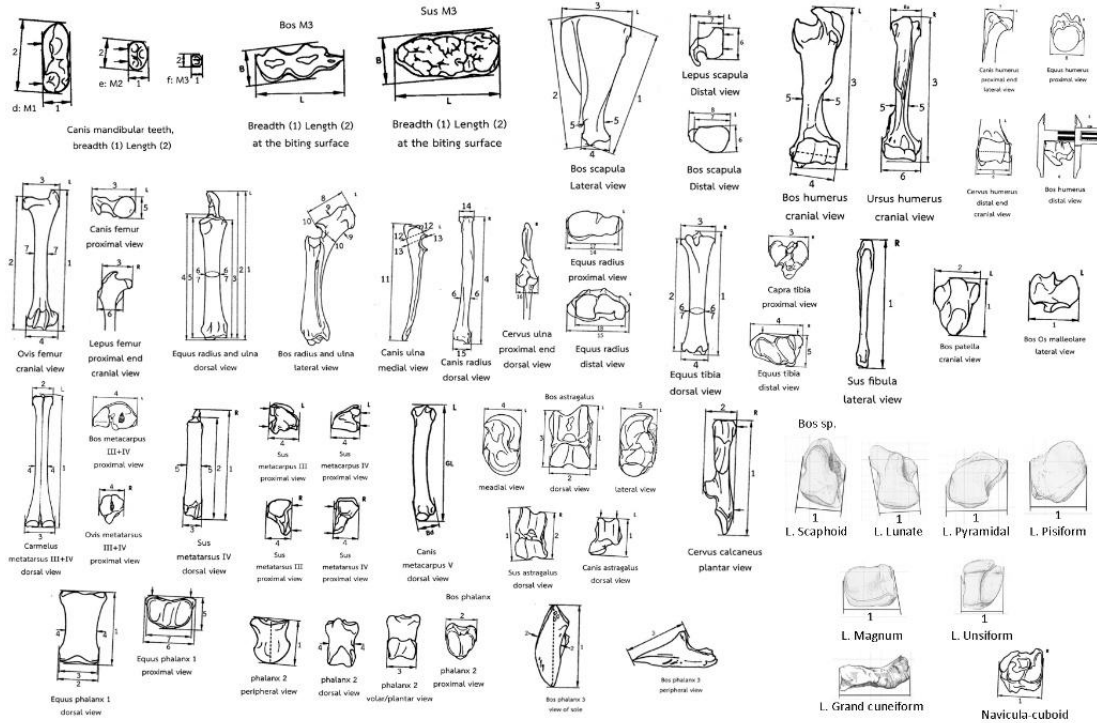 d: M1
e: M2
f: M3
Canis mandibular teeth,
breadth (1) Length (2)
Bos M3
Breadth (1) Length (2)
at the biting surface
Sus M3
Breadth (1) Length (2)
at the biting surface
Bos scapula
Lateral view
Lepus scapula
Distal view
Bos scapula
Distal view
Bos humerus
cranial view
Ursus humerus
cranial view
Canis humerus
proximal end
lateral view
Equus humerus
proximal view
Cervus humerus
distal end
cranial view
Bos humerus
distal view
Ovis femur
cranial view
Canis femur
proximal view
Lepus femur
proximal end
cranial view
Equus radius and ulna
dorsal view
Bos radius and ulna
lateral view
Canis ulna
medial view
Canis radius
dorsal view
Cervus ulna
proximal end
dorsal view
Equus radius
proximal view
Equus radius
distal view
Equus tibia
dorsal view
Capra tibia
proximal view
Equus tibia
distal view
Sus fibula
lateral view
Bos patella
cranial view
Bos Os malleolare
lateral view
Carmelus
metatarsus III+IV
dorsal view
Bos metacarpus
III+IV
proximal view
Ovis metatarsus
III+IV
proximal view
Sus
metatarsus IV
dorsal view
Sus
metacarpus III
proximal view
Sus
metacarpus IV
proximal view
Sus
metatarsus III
proximal view
Sus
metatarsus IV
proximal view
GL
Bd
Canis
metacarpus V
dorsal view
Bos astragalus
meadial view
dorsal view
lateral view
Sus astragalus
dorsal view
Canis astragalus
dorsal view
Cervus calcaneus
plantar view
Bos sp.
L. Scaphoid
L. Lunate
L. Pyramidal
L. Pisiform
L. Magnum
L. Unsiform
L. Grand cuneiform
Navicula-cuboid
Equus phalanx 1
dorsal view
Equus phalanx 1
proximal view
Bos phalanx
phalanx 2
peripheral view
phalanx 2
dorsal view
phalanx 2
volar/plantar view
phalanx 2
proximal view
Bos phalanx 3
view of sole
Bos phalanx 3
peripheral view